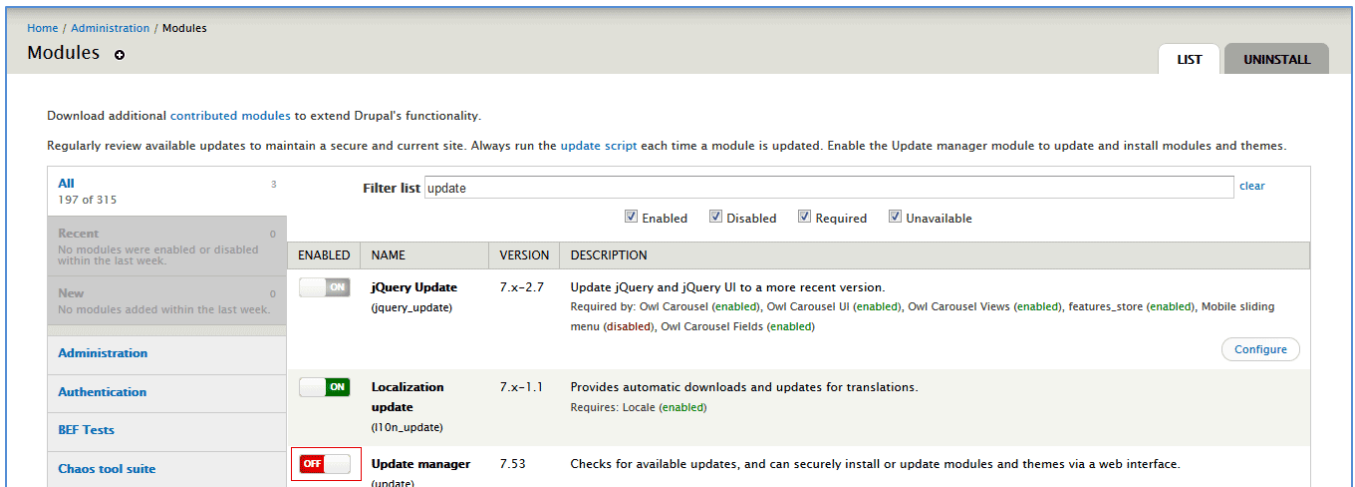 Home / Administration / Modules
Modules
LIST
UNINSTALL
Download additional contributed modules to extend Drupal's functionality.
Regularly review available updates to maintain a secure and current site. Always run the update script each time a module is updated. Enable the Update manager module to update and install modules and themes.
All 3
197 of 315
Recent 0
No modules were enabled or disabled
within the last week.
New 0
No modules added within the last week.
Administration
Authentication
BEF Tests
Chaos tool suite
Filter list update clear
Enabled Disabled Required Unavailable
ENABLED NAME VERSION DESCRIPTION
ON jQuery Update 7.x-2.7 Update jQuery and jQuery UI to a more recent version.
(jquery_update) Required by: Owl Carousel (enabled), Owl Carousel UI (enabled), Owl Carousel Views (enabled), features_store (enabled), Mobile sliding
menu (disabled), Owl Carousel Fields (enabled)
Configure
ON Localization 7.x-1.1 Provides automatic downloads and updates for translations.
update Requires: Locale (enabled)
(l10n_update)
OFF Update manager 7.53 Checks for available updates, and can securely install or update modules and themes via a web interface.
(update)